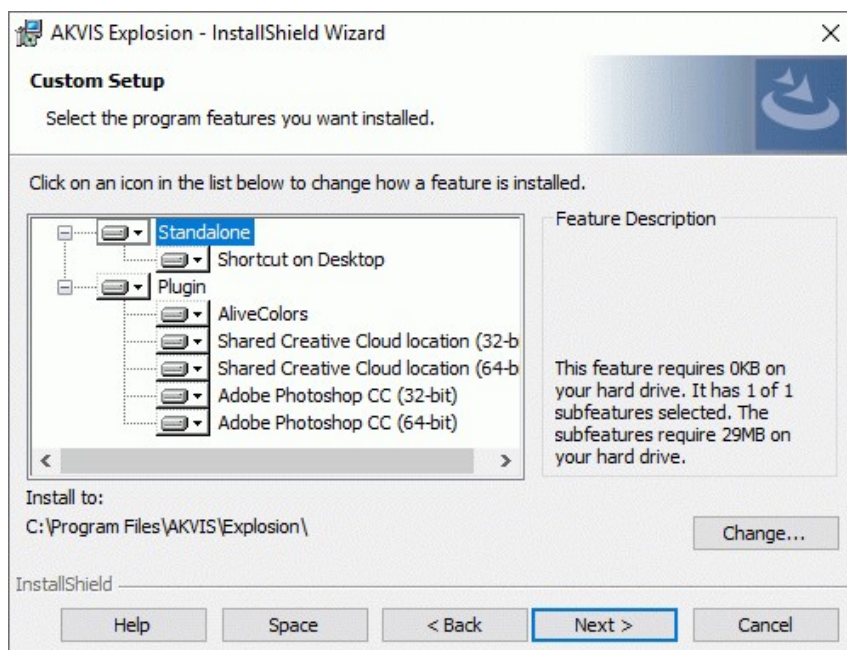 AKVIS Explosion - InstallShield Wizard
Custom Setup
Select the program features you want installed.
Click on an icon in the list below to change how a feature is installed.
Standalone
Shortcut on Desktop
Plugin
AliveColors
Shared Creative Cloud location (32-b
Shared Creative Cloud location (64-b
Adobe Photoshop CC (32-bit)
Adobe Photoshop CC (64-bit)
Feature Description
This feature requires 0KB on
your hard drive. It has 1 of 1
subfeatures selected. The
subfeatures require 29MB on
your hard drive.
Install to:
C:\Program Files\AKVIS\Explosion\
Change...
InstallShield
Help
Space
< Back
Next >
Cancel